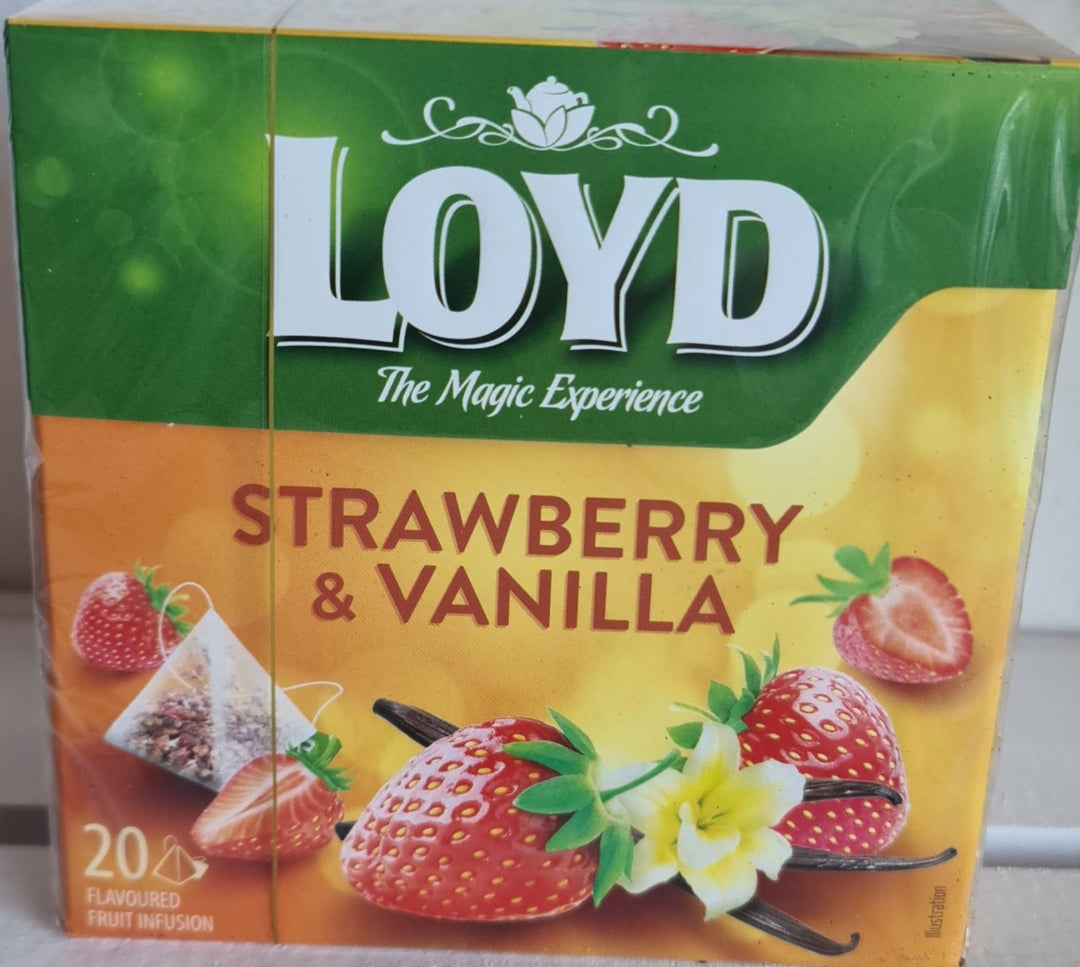 LOYD
The Magic Experience
STRAWBERRY
& VANILLA
20
FLAVOURED
FRUIT INFUSION
Illustration